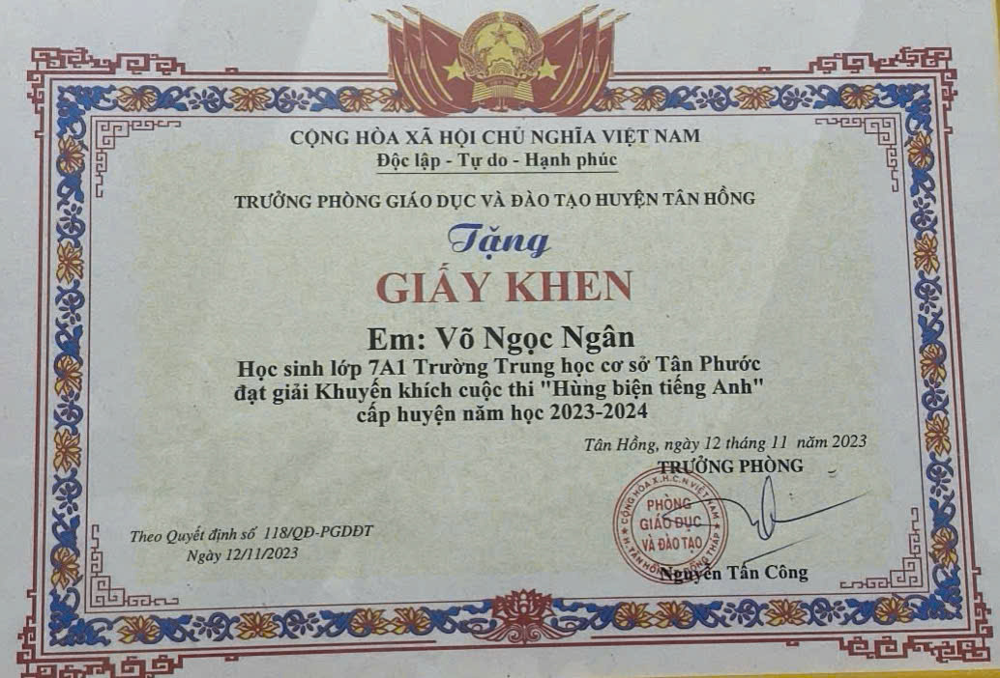 CỘNG HÒA XÃ HỘI CHỦ NGHĨA VIỆT NAM
Độc lập - Tự do - Hạnh phúc
TRƯỞNG PHÒNG GIÁO DỤC VÀ ĐÀO TẠO HUYỆN TÂN HỒNG
Tặng
GIẤY KHEN
Em: Võ Ngọc Ngân
Học sinh lớp 7A1 Trường Trung học cơ sở Tân Phước
đạt giải Khuyến khích cuộc thi "Hùng biện tiếng Anh"
cấp huyện năm học 2023-2024
Tân Hồng, ngày 12 tháng 11 năm 2023
TRƯỞNG PHÒNG
CỘNG HÒA X.H.C.N VIỆT NAM
PHÒNG
GIÁO DỤC
VÀ ĐÀO TẠO
H.TÂN HỒNG
ĐỒNG THÁP
Nguyễn Tấn Công
Theo Quyết định số 118/QĐ-PGDĐT
Ngày 12/11/2023